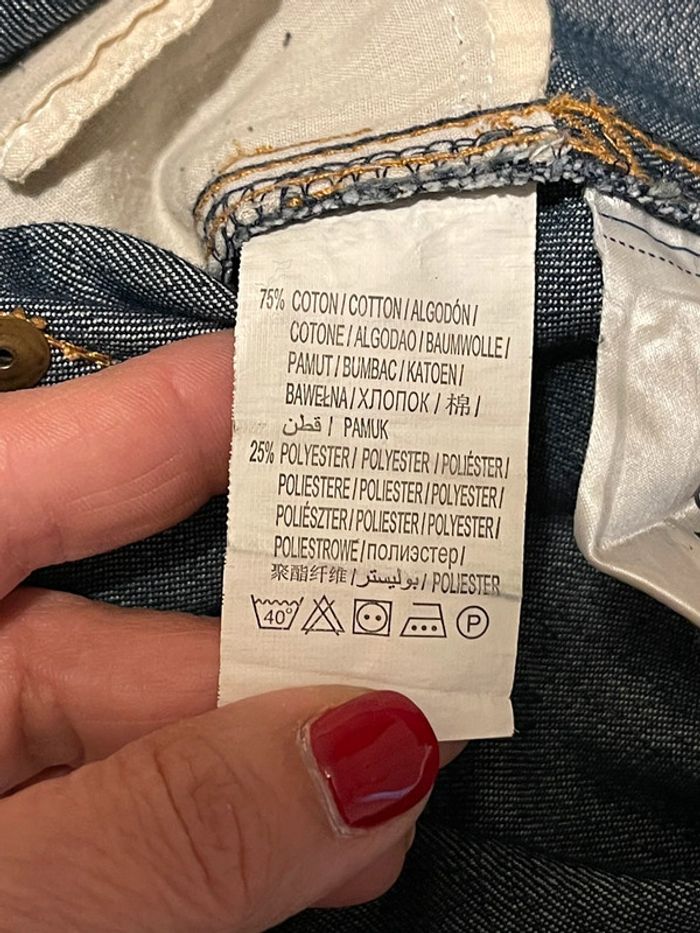 75% COTON / COTTON / ALGODÓN /
COTONE / ALGODAO / BAUMWOLLE /
PAMUT / BUMBAC / KATOEN /
BAWEŁNA / ХЛОПОК / 棉 /
قطن / PAMUK
25% POLYESTER / POLYESTER / POLIÉSTER /
POLIESTERE / POLIESTER / POLYESTER /
POLIÉSZTER / POLIESTER / POLYESTER /
POLIESTROWE / полиэстер /
聚酯纤维 / بوليستر / POLIESTER
40° P